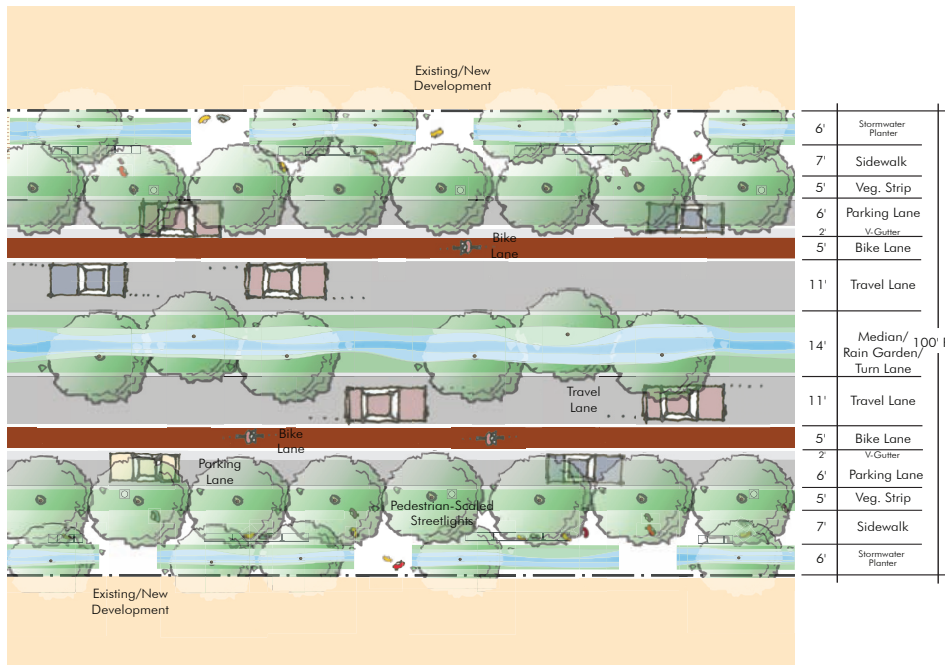 Existing/New
Development
6' Stormwater
Planter
7' Sidewalk
5' Veg. Strip
6' Parking Lane
2' V-Gutter
Bike
Lane
5' Bike Lane
11' Travel Lane
14' Median/
Rain Garden/
Turn Lane
100'
Travel
Lane
11' Travel Lane
Bike
Lane
5' Bike Lane
2' V-Gutter
Parking
Lane
6' Parking Lane
5' Veg. Strip
Pedestrian-Scaled
Streetlights
7' Sidewalk
6' Stormwater
Planter
Existing/New
Development